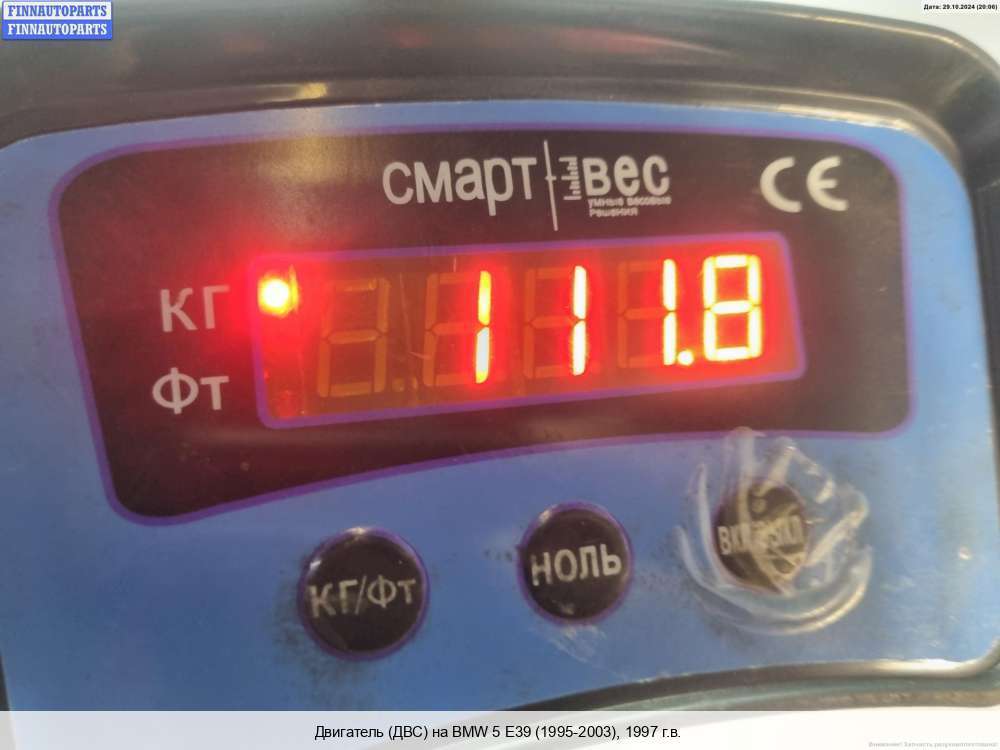 FINNAUTOPARTS
FINNAUTOPARTS
Дата: 29.10.2024 (20:06)
смарт вес
умные весовые
Решения
CE
КГ
111.8
Фт
КГ/Фт
НОЛЬ
ВКЛ/ВЫКЛ
Двигатель (ДВС) на BMW 5 E39 (1995-2003), 1997 г.в.